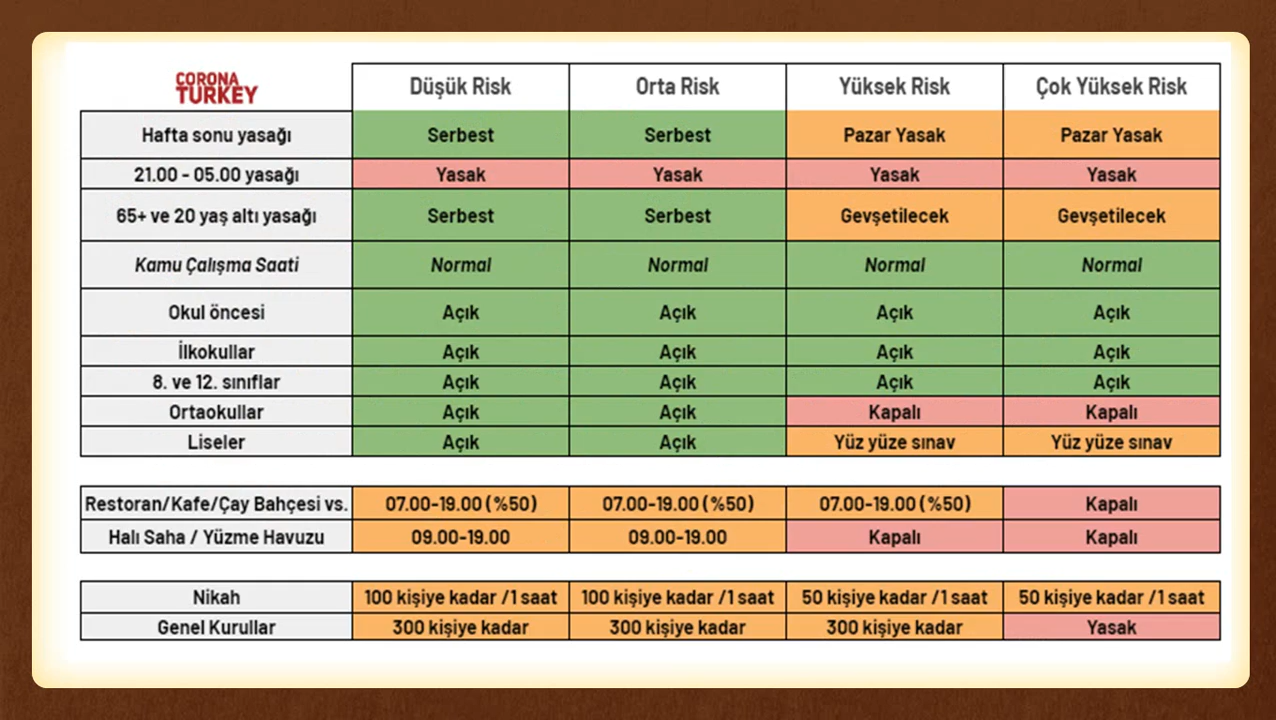 CORONA
TURKEY
Düşük Risk Orta Risk Yüksek Risk Çok Yüksek Risk
Hafta sonu yasağı Serbest Serbest Pazar Yasak Pazar Yasak
21.00 - 05.00 yasağı Yasak Yasak Yasak Yasak
65+ ve 20 yaş altı yasağı Serbest Serbest Gevşetilecek Gevşetilecek
Kamu Çalışma Saati Normal Normal Normal Normal
Okul öncesi Açık Açık Açık Açık
İlkokullar Açık Açık Açık Açık
8. ve 12. sınıflar Açık Açık Açık Açık
Ortaokullar Açık Açık Kapalı Kapalı
Liseler Açık Açık Yüz yüze sınav Yüz yüze sınav
Restoran/Kafe/Çay Bahçesi vs. 07.00-19.00 (%50) 07.00-19.00 (%50) 07.00-19.00 (%50) Kapalı
Halı Saha / Yüzme Havuzu 09.00-19.00 09.00-19.00 Kapalı Kapalı
Nikah 100 kişiye kadar /1 saat 100 kişiye kadar /1 saat 50 kişiye kadar /1 saat 50 kişiye kadar /1 saat
Genel Kurullar 300 kişiye kadar 300 kişiye kadar 300 kişiye kadar Yasak